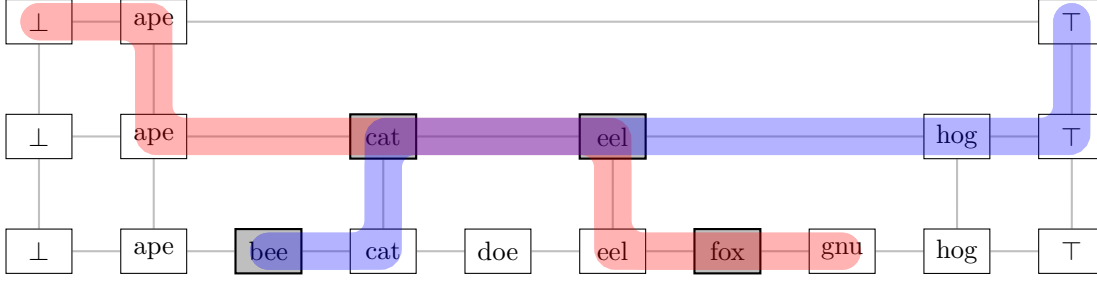 ⊥ ape ⊤
⊥ ape cat eel hog ⊤
⊥ ape bee cat doe eel fox gnu hog ⊤